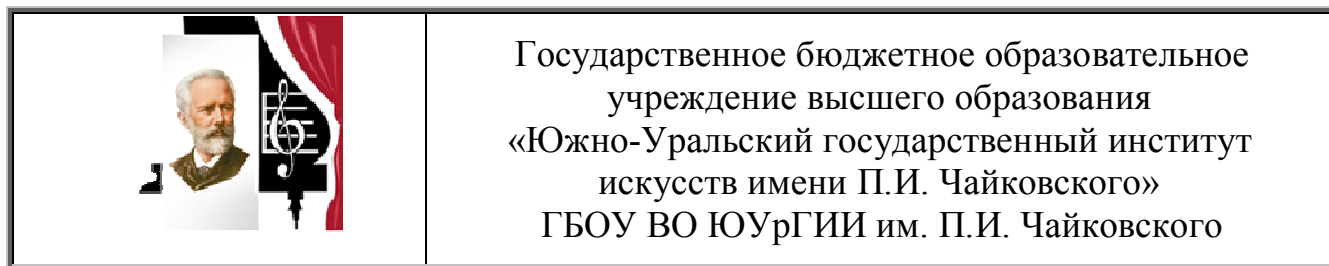 Государственное бюджетное образовательное
учреждение высшего образования
«Южно-Уральский государственный институт
искусств имени П.И. Чайковского»
ГБОУ ВО ЮУрГИИ им. П.И. Чайковского